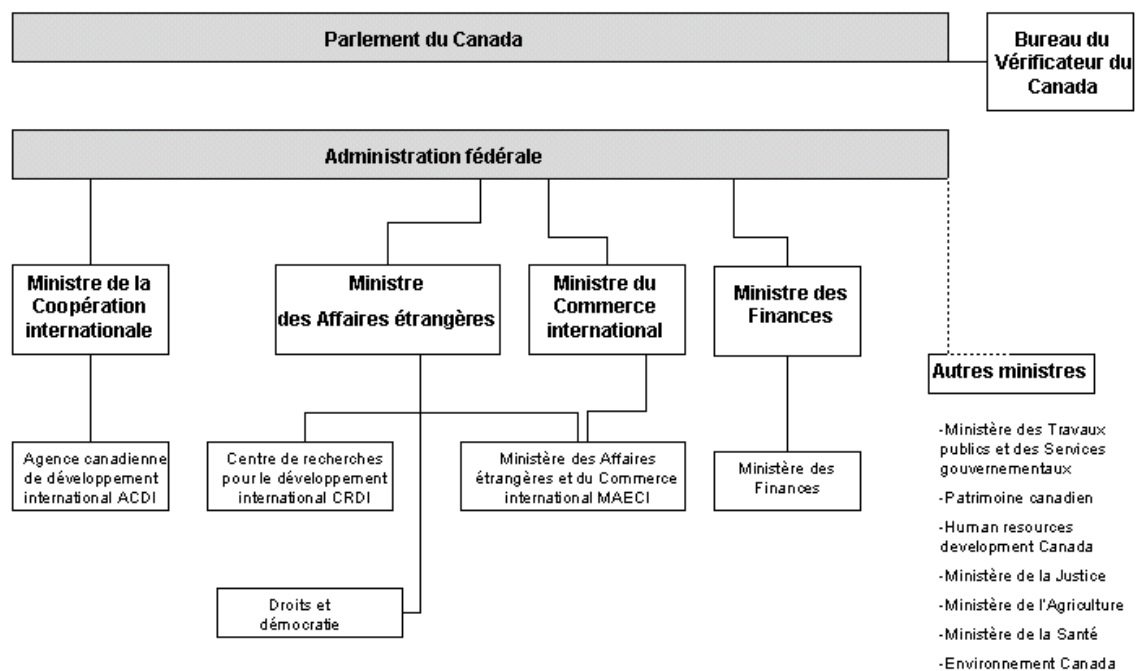 Parlement du Canada
Bureau du
Vérificateur du
Canada
Administration fédérale
Ministre de la
Coopération
internationale
Ministre
des Affaires étrangères
Ministre du
Commerce
international
Ministre des
Finances
Autres ministres
Agence canadienne
de développement
international ACDI
Centre de recherches
pour le développement
international CRDI
Ministère des Affaires
étrangères et du Commerce
international MAECI
Ministère des
Finances
Droits et
démocratie
-Ministère des Travaux
publics et des Services
gouvernementaux
-Patrimoine canadien
-Human resources
development Canada
-Ministère de la Justice
-Ministère de l'Agriculture
-Ministère de la Santé
-Environnement Canada